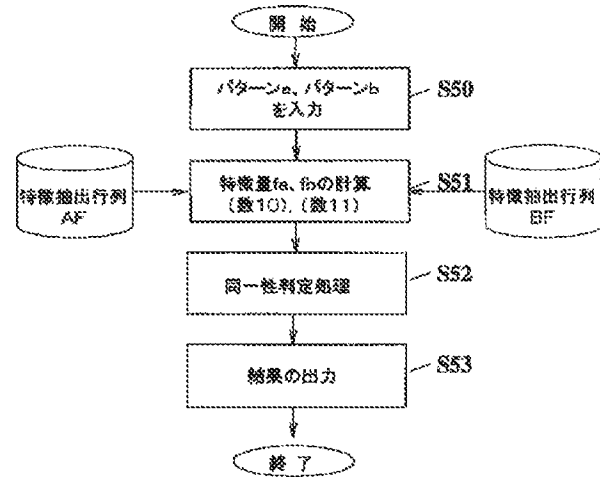 開 始
パターンa、パターンb
を入力
S50
特徴抽出行列
AF
特徴量fa、fbの計算
(数10), (数11)
S51
特徴抽出行列
BF
同一性判定処理
S52
結果の出力
S53
終 了